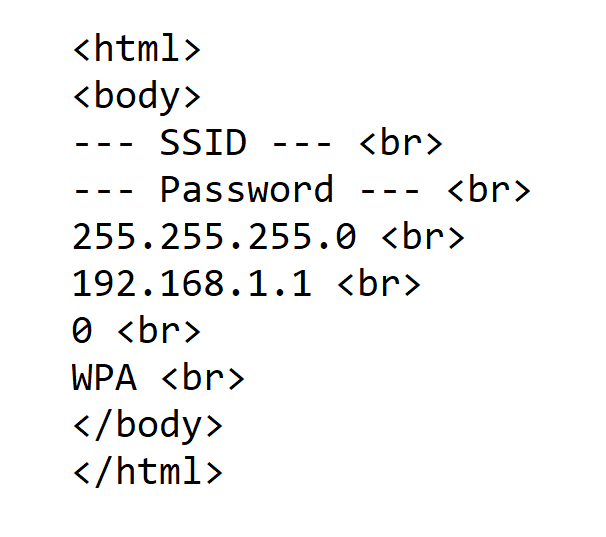 <html>
<body>
--- SSID --- <br>
--- Password --- <br>
255.255.255.0 <br>
192.168.1.1 <br>
0 <br>
WPA <br>
</body>
</html>